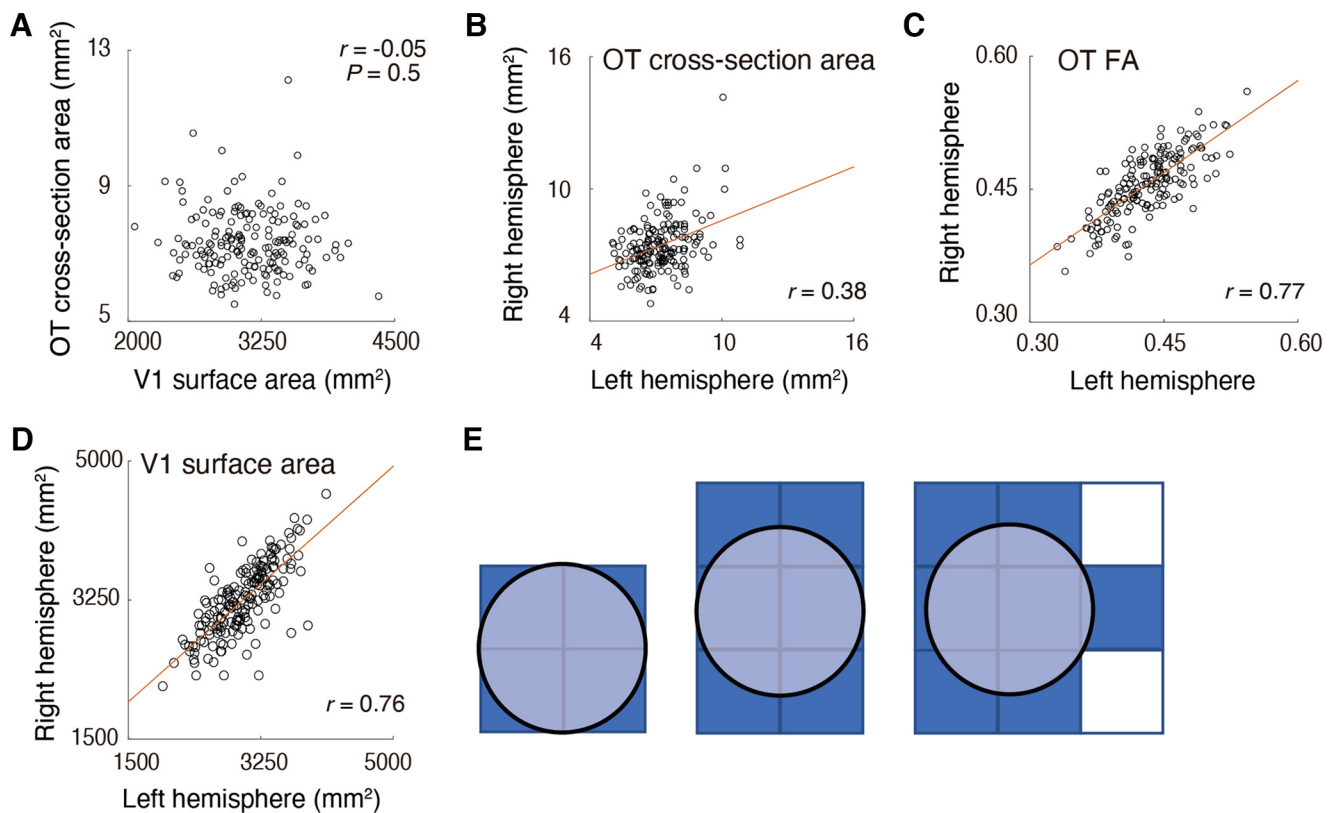 A
OT cross-section area (mm²)
13
9
5
r = -0.05
P = 0.5
2000 3250 4500
V1 surface area (mm²)
B
Right hemisphere (mm²)
OT cross-section area
16
10
4
r = 0.38
4 10 16
Left hemisphere (mm²)
C
Right hemisphere
OT FA
0.60
0.45
0.30
r = 0.77
0.30 0.45 0.60
Left hemisphere
D
Right hemisphere (mm²)
V1 surface area
5000
3250
1500
r = 0.76
1500 3250 5000
Left hemisphere (mm²)
E